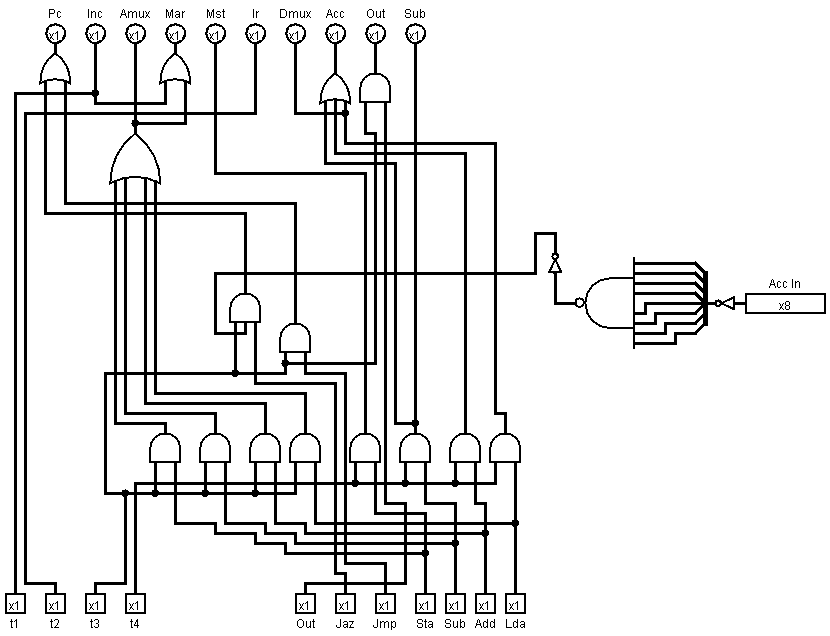 Pc Inc Amux Mar Mst Ir Dmux Acc Out Sub
x1 x1 x1 x1 x1 x1 x1 x1 x1 x1
Acc In
x8
x1 x1 x1 x1 x1 x1 x1 x1 x1 x1 x1
t1 t2 t3 t4 Out Jaz Jmp Sta Sub Add Lda